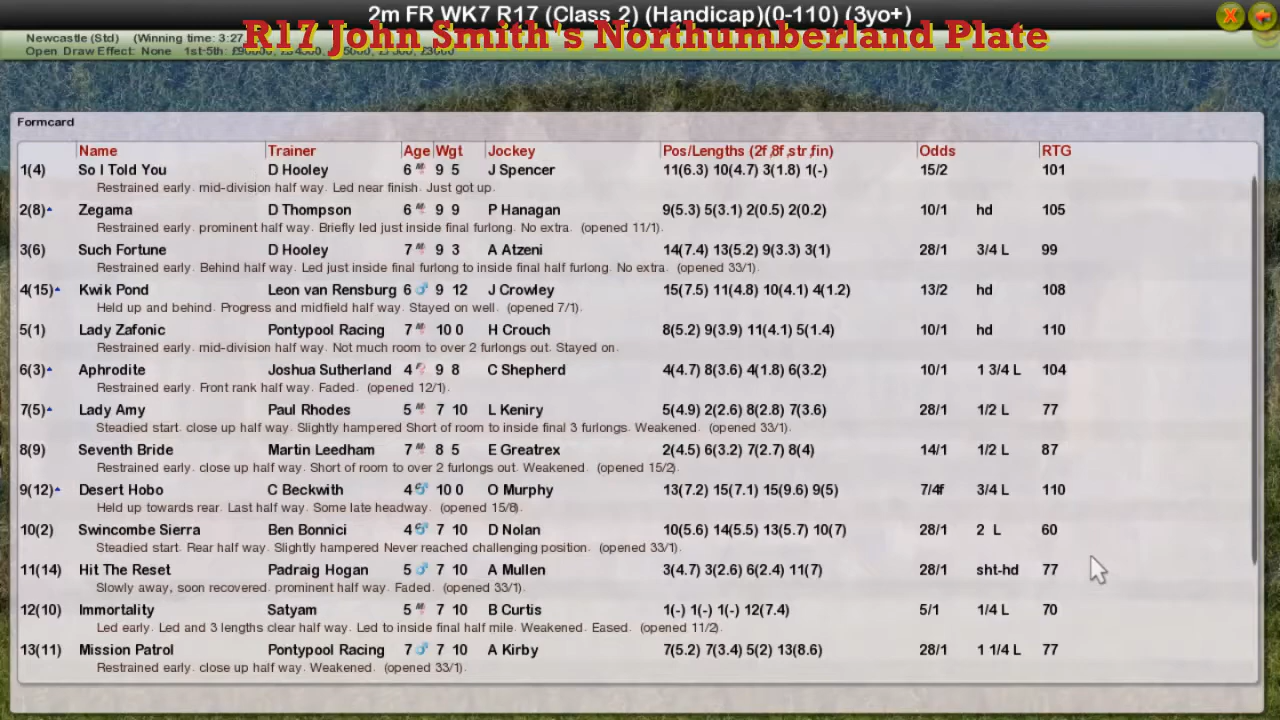 2m FR WK7 R17 (Class 2) (Handicap)(0-110) (3yo+)
R17 John Smith's Northumberland Plate
Newcastle (Std) (Winning time: 3:27
Open Draw Effect: None 1st-5th:
Formcard
Name Trainer Age Wgt Jockey Pos/Lengths (2f,8f,str,fin) Odds RTG
1(4) So I Told You D Hooley 6 9 5 J Spencer 11(6.3) 10(4.7) 3(1.8) 1(-) 15/2 101
Restrained early. mid-division half way. Led near finish. Just got up.
2(8) Zegama D Thompson 6 9 9 P Hanagan 9(5.3) 5(3.1) 2(0.5) 2(0.2) 10/1 hd 105
Restrained early. prominent half way. Briefly led just inside final furlong. No extra. (opened 11/1).
3(6) Such Fortune D Hooley 7 9 3 A Atzeni 14(7.4) 13(5.2) 9(3.3) 3(1) 28/1 3/4 L 99
Restrained early. Behind half way. Led just inside final furlong to inside final half furlong. No extra. (opened 33/1).
4(15) Kwik Pond Leon van Rensburg 6 9 12 J Crowley 15(7.5) 11(4.8) 10(4.1) 4(1.2) 13/2 hd 108
Held up and behind. Progress and midfield half way. Stayed on well. (opened 7/1).
5(1) Lady Zafonic Pontypool Racing 7 10 0 H Crouch 8(5.2) 9(3.9) 11(4.1) 5(1.4) 10/1 hd 110
Restrained early. mid-division half way. Not much room to over 2 furlongs out. Stayed on.
6(3) Aphrodite Joshua Sutherland 4 9 8 C Shepherd 4(4.7) 8(3.6) 4(1.8) 6(3.2) 10/1 1 3/4 L 104
Restrained early. Front rank half way. Faded. (opened 12/1).
7(5) Lady Amy Paul Rhodes 5 7 10 L Keniry 5(4.9) 2(2.6) 8(2.8) 7(3.6) 28/1 1/2 L 77
Steadied start. close up half way. Slightly hampered Short of room to inside final 3 furlongs. Weakened. (opened 33/1).
8(9) Seventh Bride Martin Leedham 7 8 5 E Greatrex 2(4.5) 6(3.2) 7(2.7) 8(4) 14/1 1/2 L 87
Restrained early. close up half way. Short of room to over 2 furlongs out. Weakened. (opened 15/2).
9(12) Desert Hobo C Beckwith 4 10 0 O Murphy 13(7.2) 15(7.1) 15(9.6) 9(5) 7/4f 3/4 L 110
Held up towards rear. Last half way. Some late headway. (opened 15/8).
10(2) Swincombe Sierra Ben Bonnici 4 7 10 D Nolan 10(5.6) 14(5.5) 13(5.7) 10(7) 28/1 2 L 60
Steadied start. Rear half way. Slightly hampered Never reached challenging position. (opened 33/1).
11(14) Hit The Reset Padraig Hogan 5 7 10 A Mullen 3(4.7) 3(2.6) 6(2.4) 11(7) 28/1 sht-hd 77
Slowly away, soon recovered. prominent half way. Faded. (opened 33/1).
12(10) Immortality Satyam 5 7 10 B Curtis 1(-) 1(-) 1(-) 12(7.4) 5/1 1/4 L 70
Led early. Led and 3 lengths clear half way. Led to inside final half mile. Weakened. Eased. (opened 11/2).
13(11) Mission Patrol Pontypool Racing 7 7 10 A Kirby 7(5.2) 7(3.4) 5(2) 13(8.6) 28/1 1 1/4 L 77
Restrained early. close up half way. Weakened. (opened 33/1).